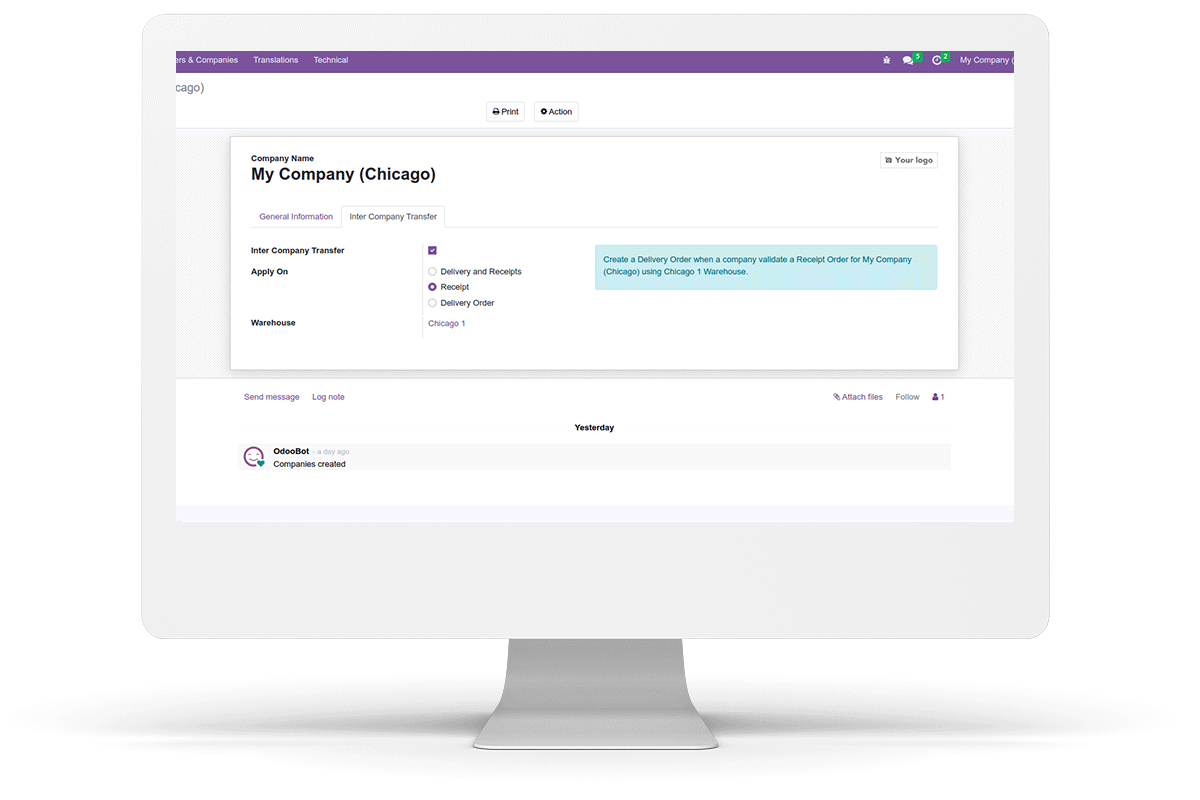 ers & Companies Translations Technical 5 2 My Company (
cago)
Print Action
Company Name
My Company (Chicago)
Your logo
General Information Inter Company Transfer
Inter Company Transfer
Apply On
Delivery and Receipts
Receipt
Delivery Order
Warehouse
Chicago 1
Create a Delivery Order when a company validate a Receipt Order for My Company
(Chicago) using Chicago 1 Warehouse.
Send message Log note Attach files Follow 1
Yesterday
OdooBot - a day ago
Companies created